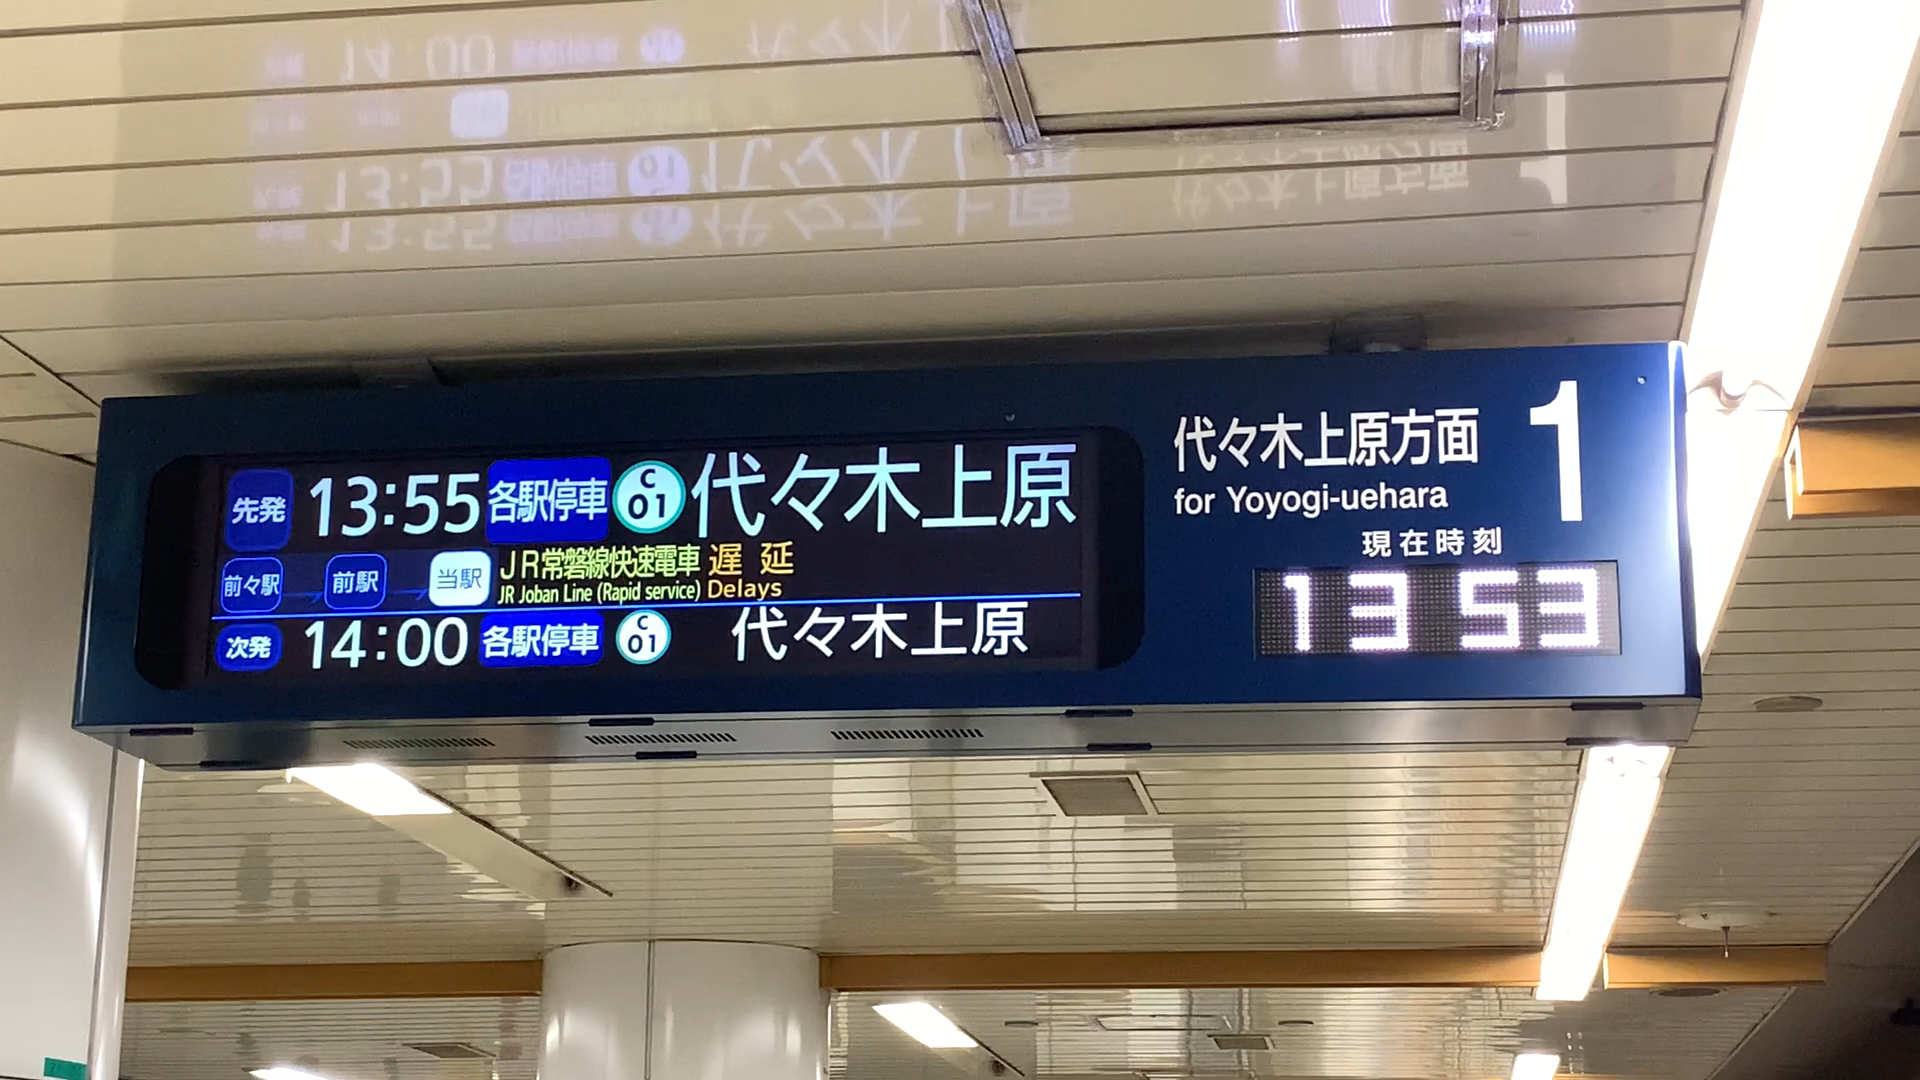 先発 13:55 各駅停車 C 01 代々木上原
前々駅 前駅 当駅 JR常磐線快速電車 遅延
JR Joban Line (Rapid service) Delays
次発 14:00 各駅停車 C 01 代々木上原
代々木上原方面 1
for Yoyogi-uehara
現在時刻
13 53